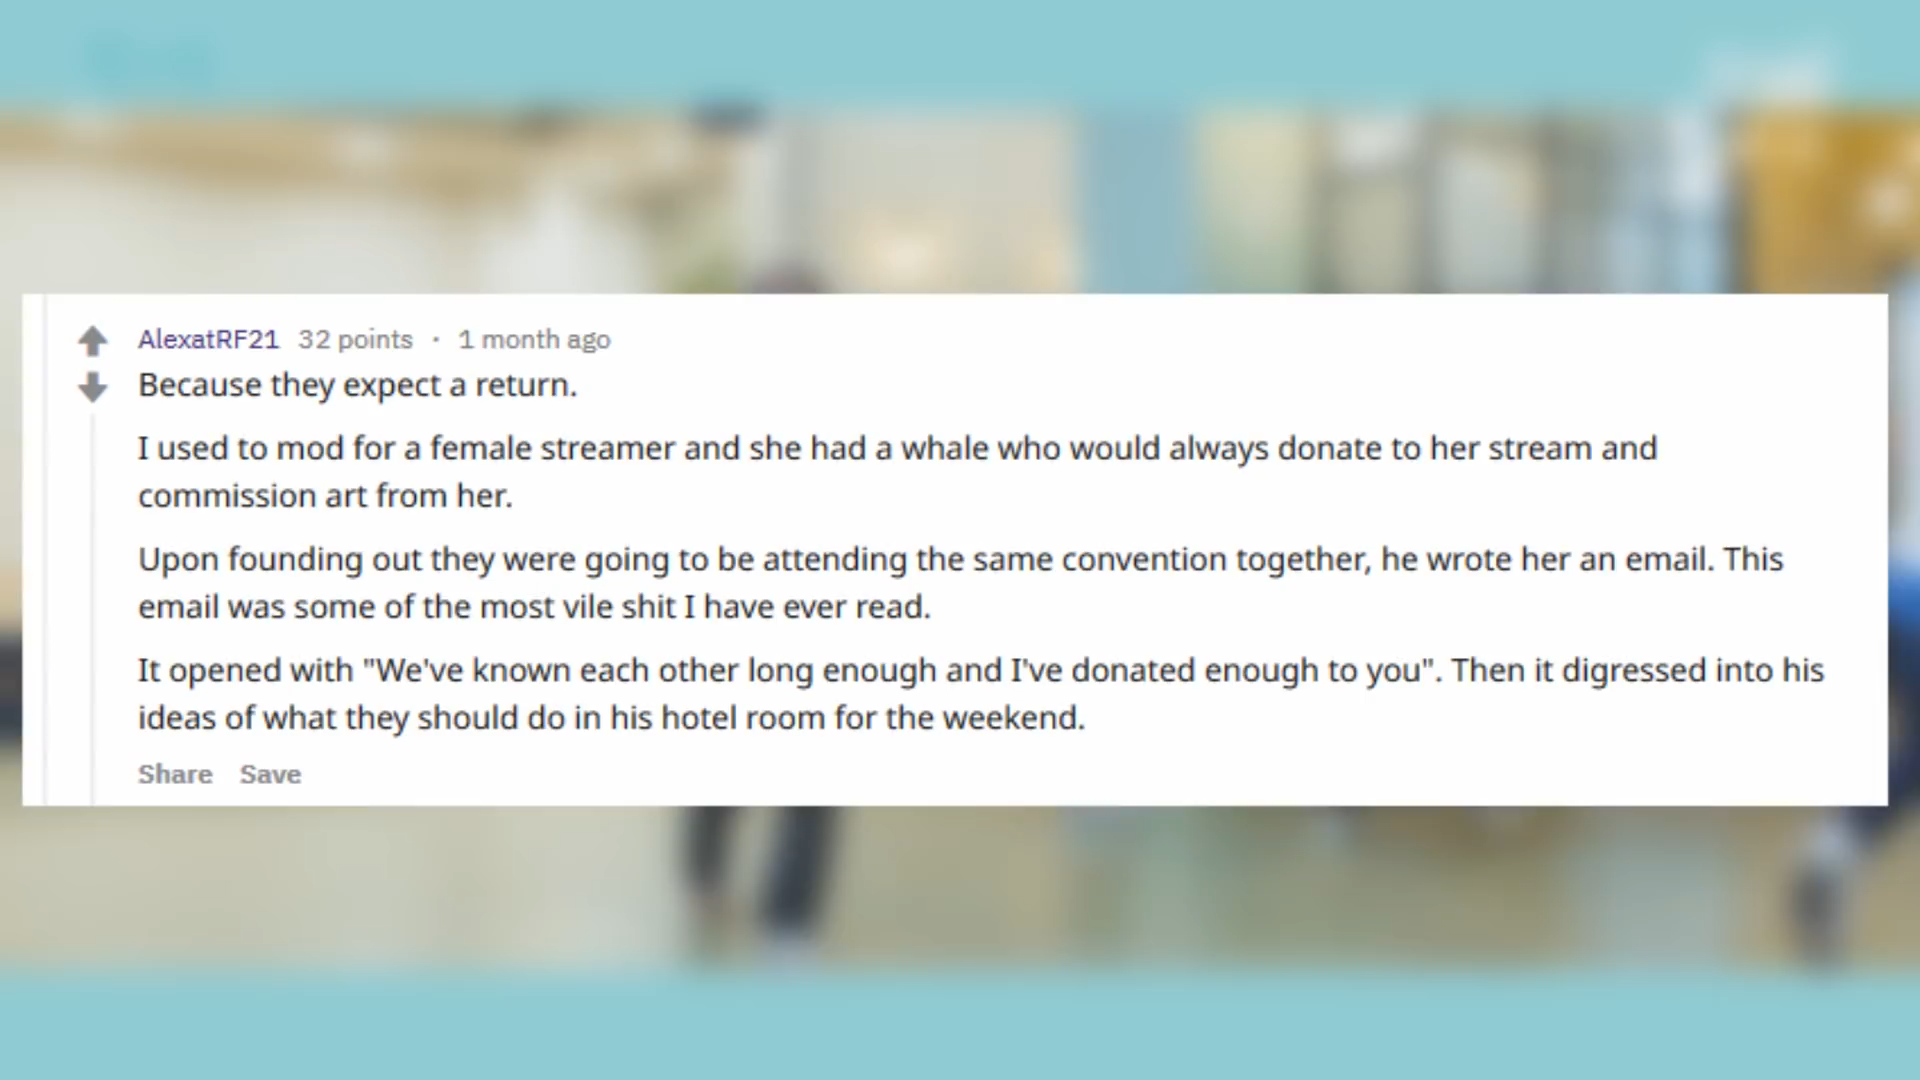 AlexatRF21 32 points · 1 month ago
Because they expect a return.
I used to mod for a female streamer and she had a whale who would always donate to her stream and
commission art from her.
Upon founding out they were going to be attending the same convention together, he wrote her an email. This
email was some of the most vile shit I have ever read.
It opened with "We've known each other long enough and I've donated enough to you". Then it digressed into his
ideas of what they should do in his hotel room for the weekend.
Share Save